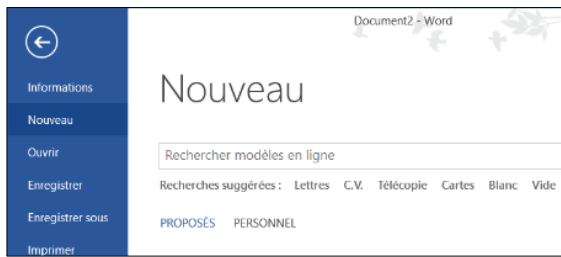 Document2 - Word
Informations
Nouveau
Ouvrir
Enregistrer
Enregistrer sous
Imprimer
Nouveau
Rechercher modèles en ligne
Recherches suggérées : Lettres C.V. Télécopie Cartes Blanc Vide
PROPOSÉS PERSONNEL